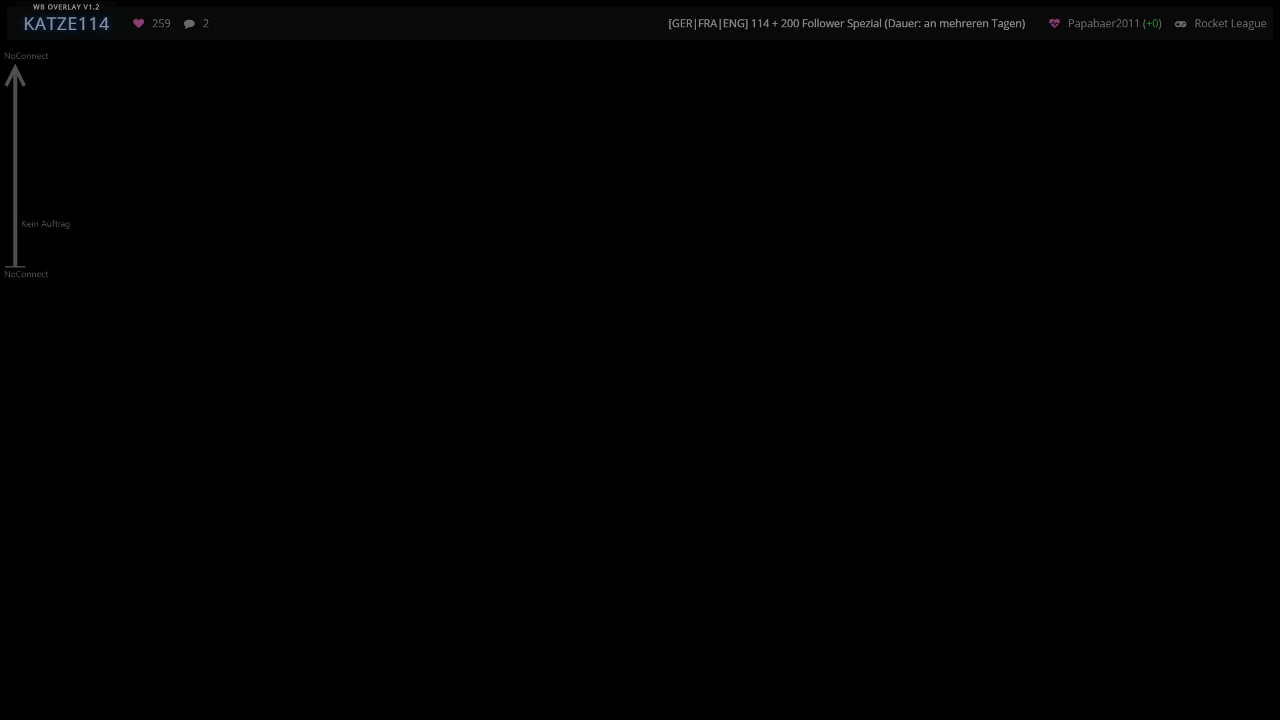 WB OVERLAY V1.2
KATZE114 259 2 [GER|FRA|ENG] 114 + 200 Follower Spezial (Dauer: an mehreren Tagen) Papabaer2011 (+0) Rocket League
NoConnect
Kein Auftrag
NoConnect